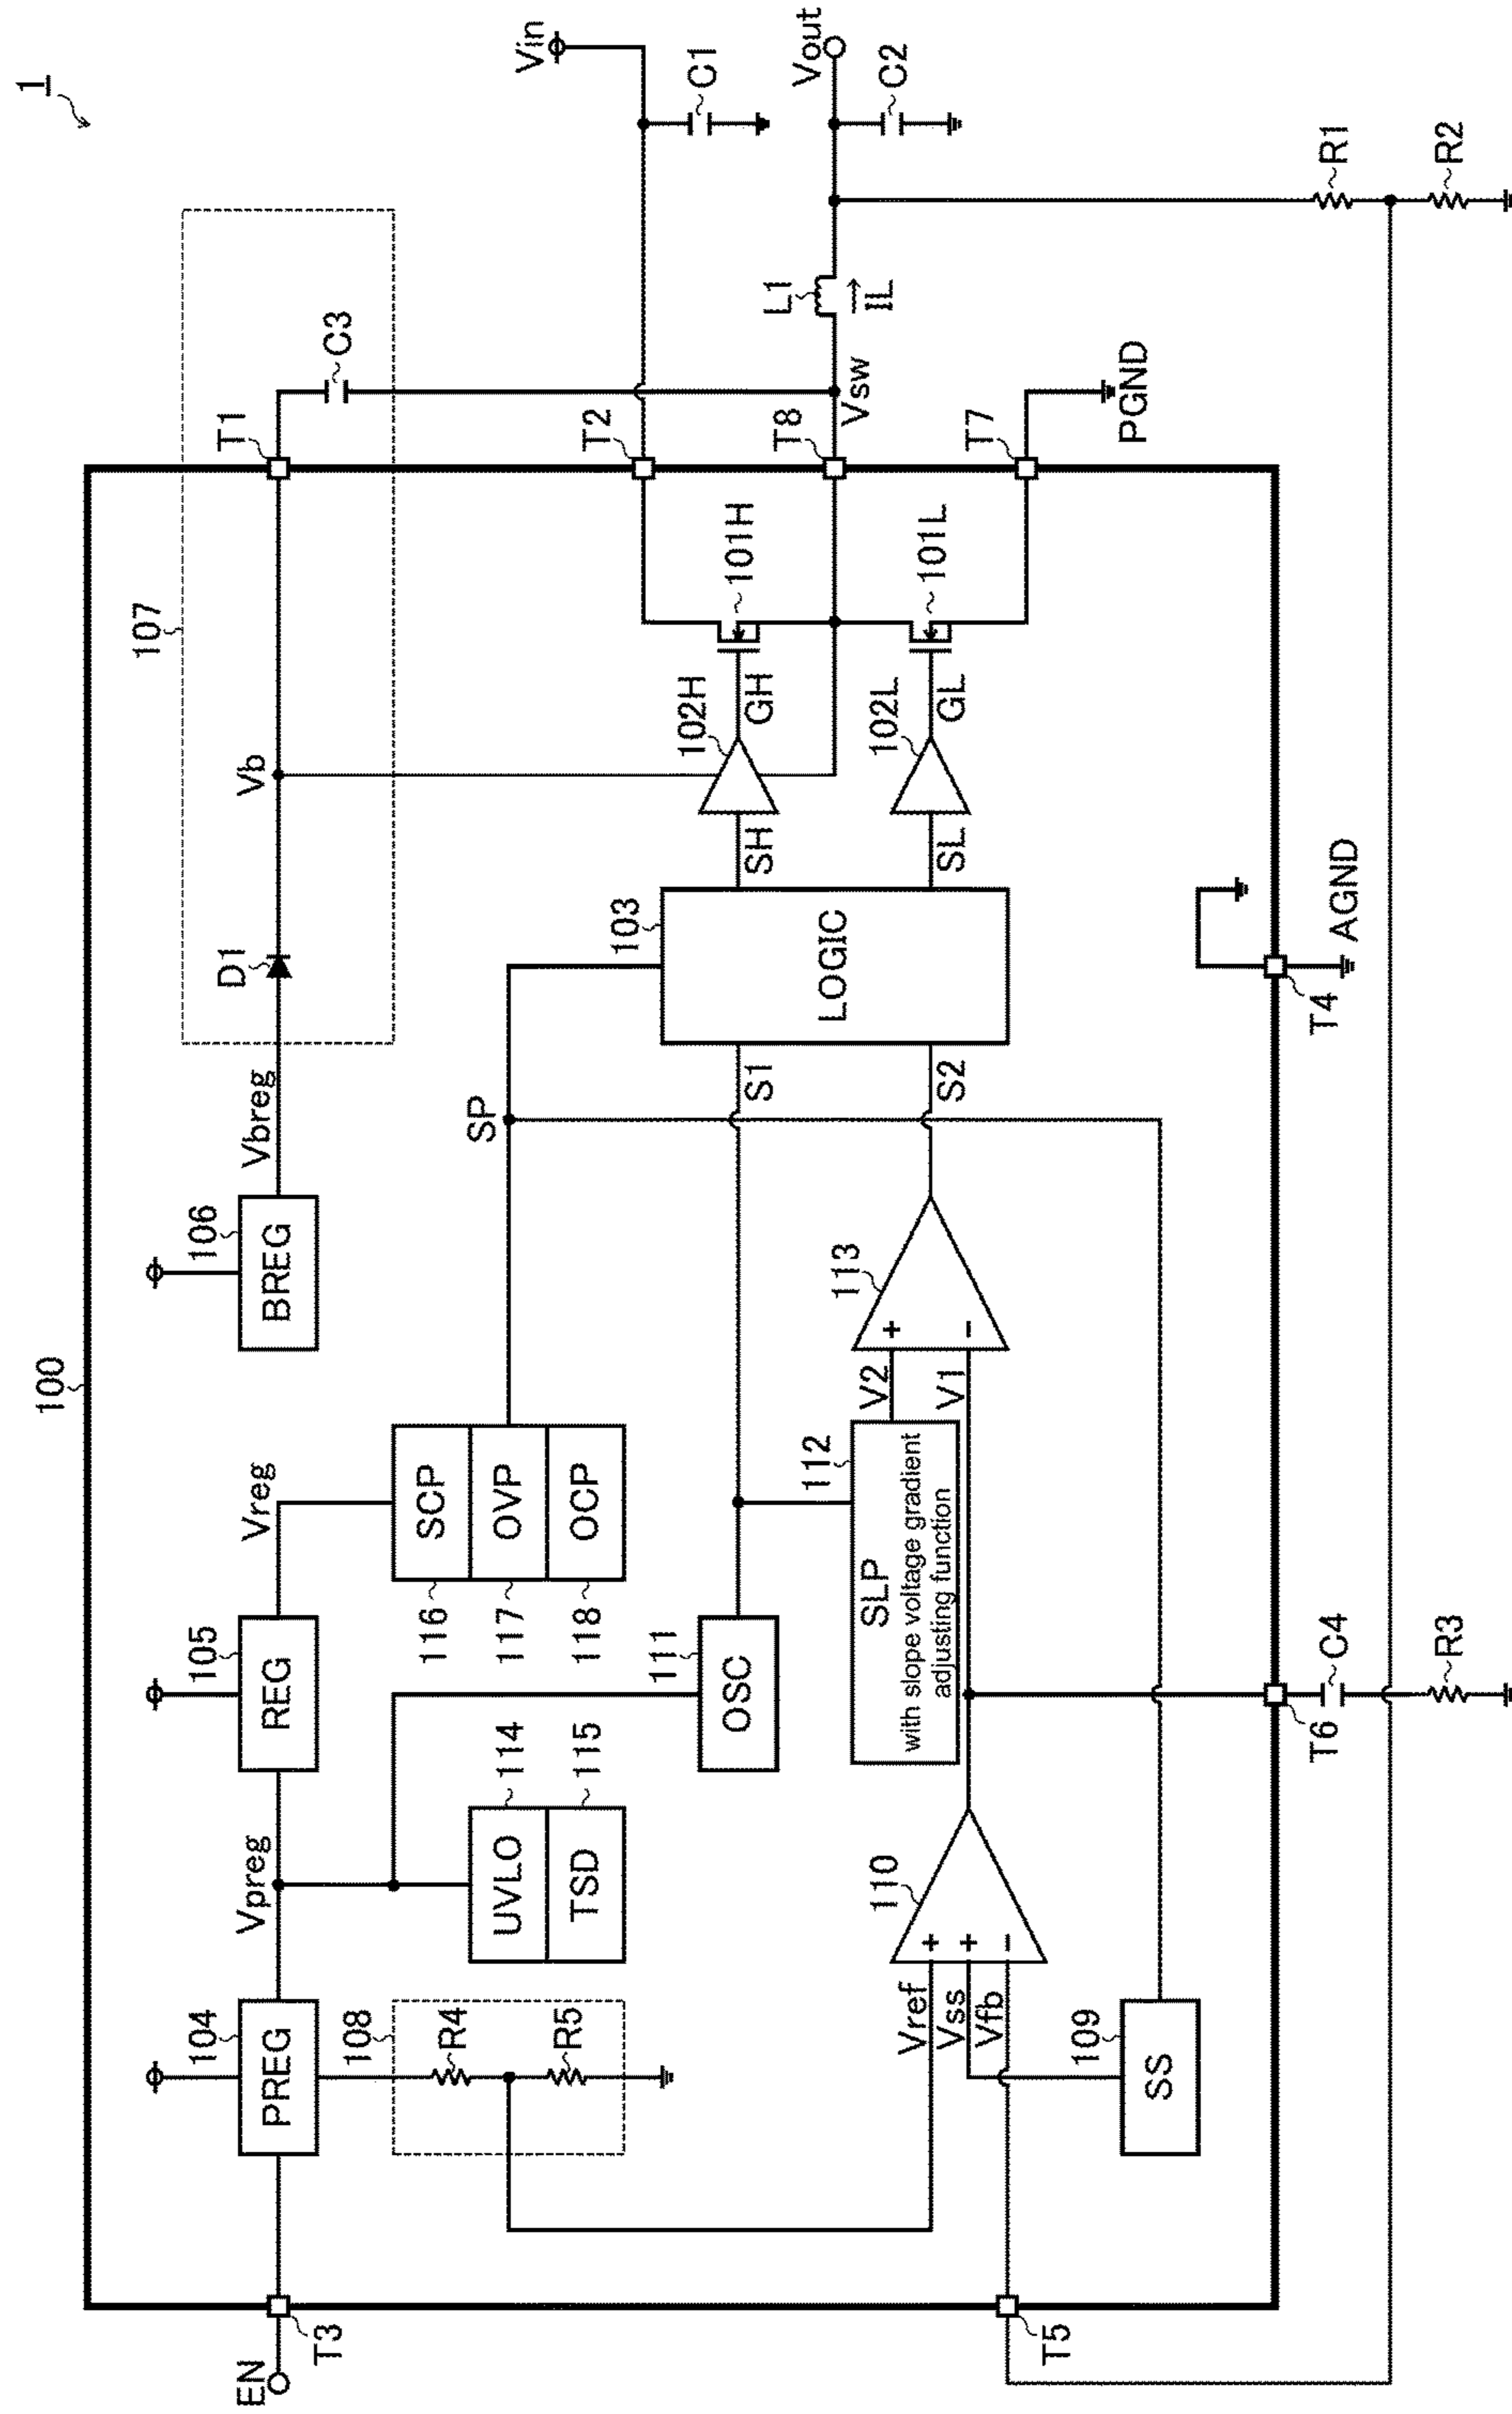 1
100
107
Vin
C1
Vout
C2
R1
R2
L1
IL
C3
Vsw
PGND
T1
T2
T8
T7
101H
101L
Vb
102H
GH
102L
GL
SH
SL
D1
103
LOGIC
AGND
T4
Vbreg
SP
S1
S2
106
BREG
113
+
-
V2
V1
Vreg
SCP
OVP
OCP
116
117
118
112
SLP
with slope voltage gradient
adjusting function
105
REG
111
OSC
C4
R3
T6
114
115
UVLO
TSD
Vpreg
110
+
+
-
Vref
Vss
Vfb
104
PREG
108
R4
R5
109
SS
T3
EN
T5